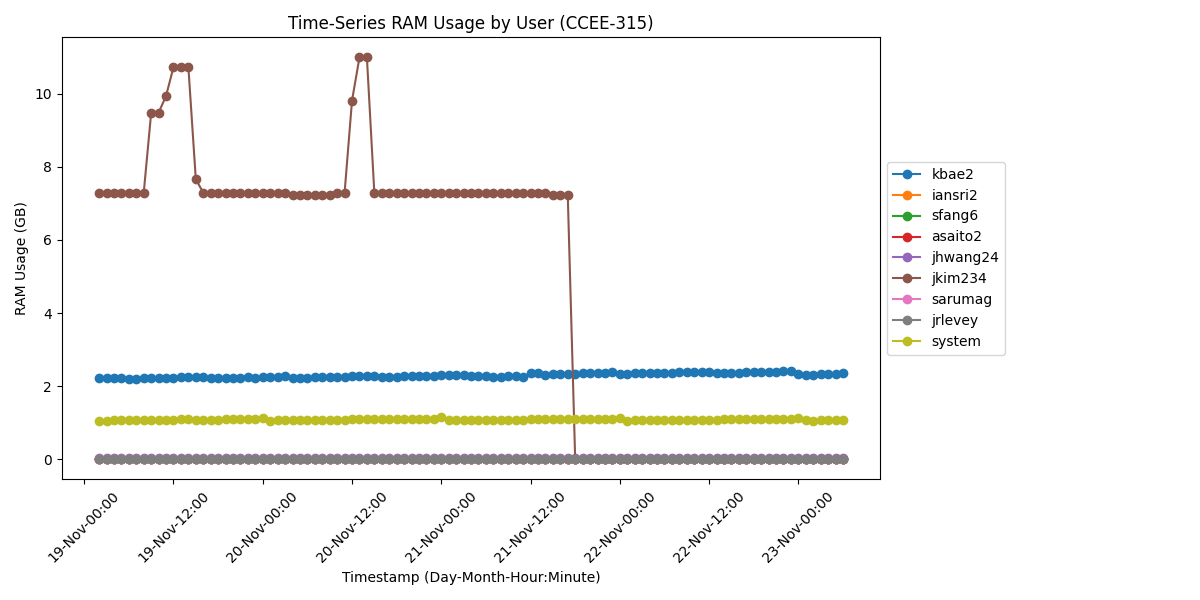 Time-Series RAM Usage by User (CCEE-315)
RAM Usage (GB)
10
8
6
4
2
0
19-Nov-00:00
19-Nov-12:00
20-Nov-00:00
20-Nov-12:00
21-Nov-00:00
21-Nov-12:00
22-Nov-00:00
22-Nov-12:00
23-Nov-00:00
Timestamp (Day-Month-Hour:Minute)
kbae2
iansri2
sfang6
asaito2
jhwang24
jkim234
sarumag
jrlevey
system